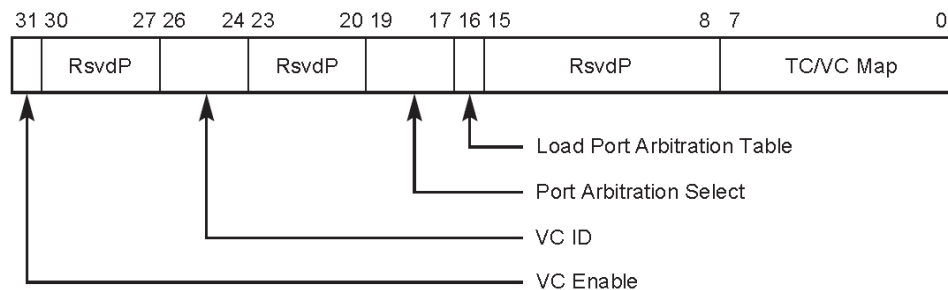 31 30 27 26 24 23 20 19 17 16 15 8 7 0
RsvdP RsvdP RsvdP TC/VC Map
Load Port Arbitration Table
Port Arbitration Select
VC ID
VC Enable